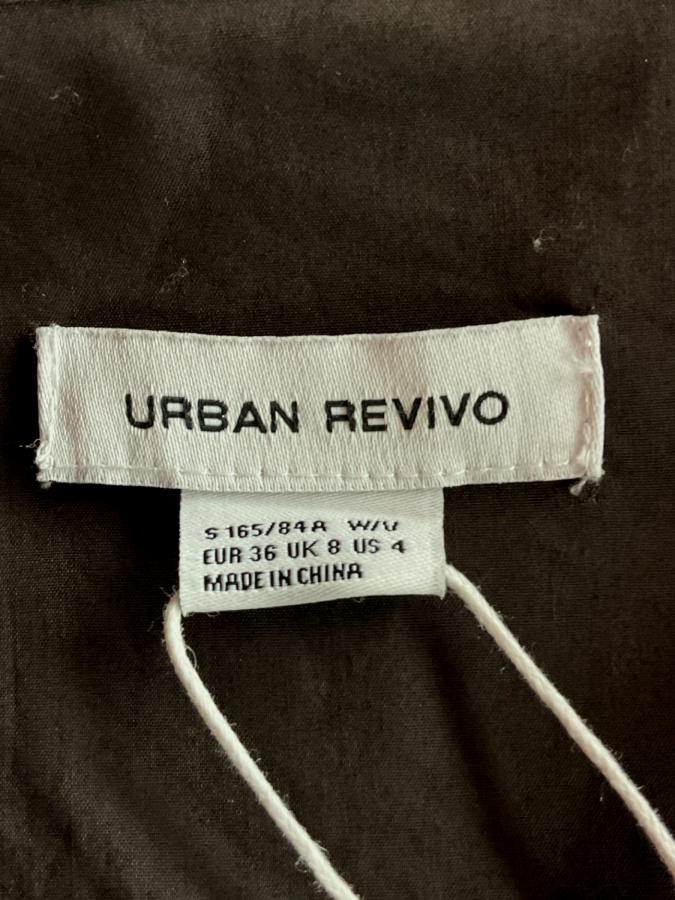 URBAN REVIVO
S 165/84A W/U
EUR 36 UK 8 US 4
MADE IN CHINA